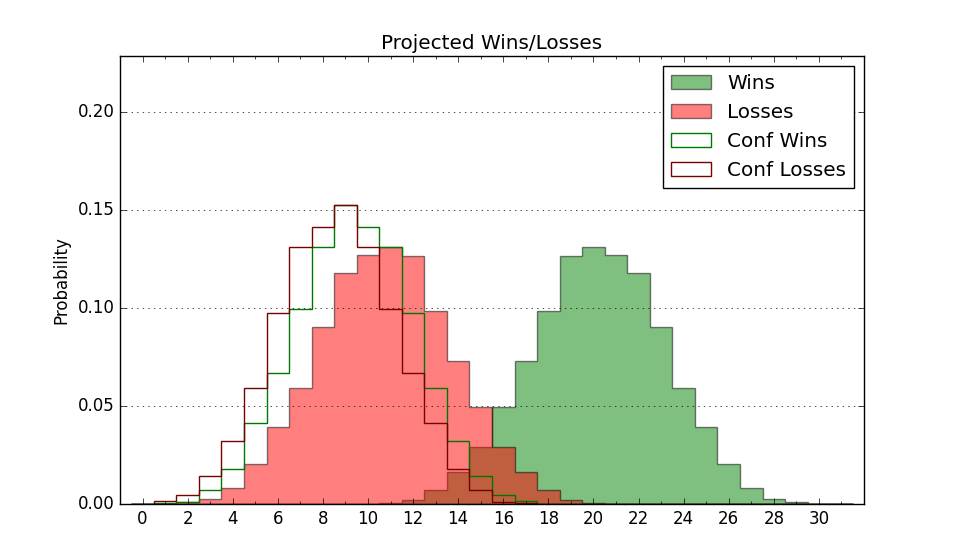 Projected Wins/Losses
Wins
Losses
Conf Wins
Conf Losses
0.20
0.15
0.10
0.05
0.00
Probability
0 2 4 6 8 10 12 14 16 18 20 22 24 26 28 30